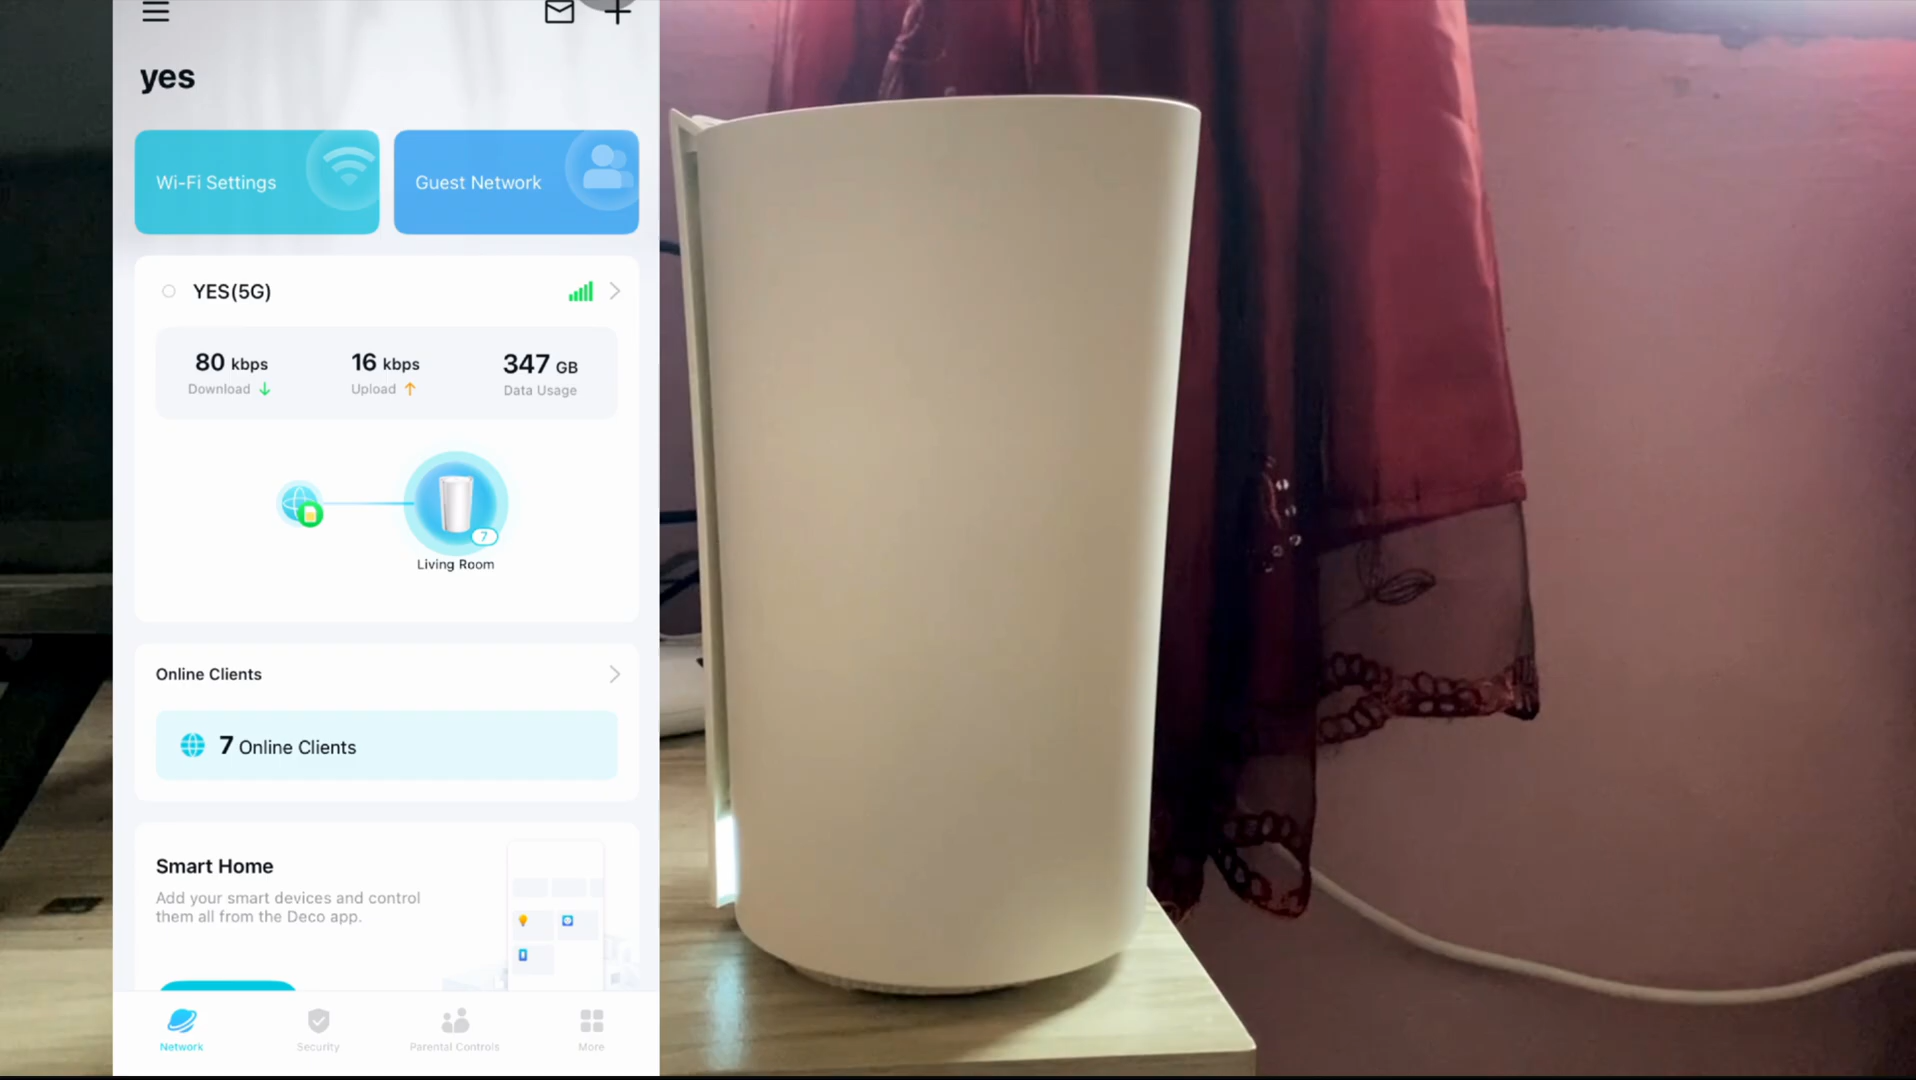 yes
Wi-Fi Settings
Guest Network
YES(5G)
80 kbps
16 kbps
347 GB
Download
Upload
Data Usage
7
Living Room
Online Clients
7 Online Clients
Smart Home
Add your smart devices and control
them all from the Deco app.
Network
Security
Parental Controls
More